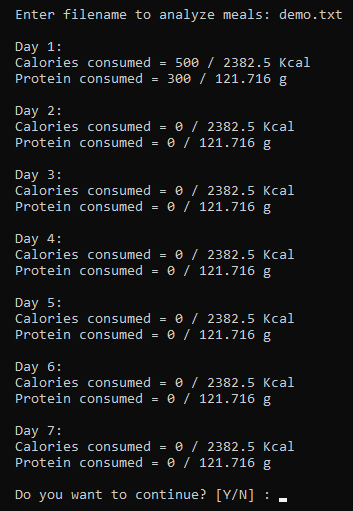 Enter filename to analyze meals: demo.txt
Day 1:
Calories consumed = 500 / 2382.5 Kcal
Protein consumed = 300 / 121.716 g
Day 2:
Calories consumed = 0 / 2382.5 Kcal
Protein consumed = 0 / 121.716 g
Day 3:
Calories consumed = 0 / 2382.5 Kcal
Protein consumed = 0 / 121.716 g
Day 4:
Calories consumed = 0 / 2382.5 Kcal
Protein consumed = 0 / 121.716 g
Day 5:
Calories consumed = 0 / 2382.5 Kcal
Protein consumed = 0 / 121.716 g
Day 6:
Calories consumed = 0 / 2382.5 Kcal
Protein consumed = 0 / 121.716 g
Day 7:
Calories consumed = 0 / 2382.5 Kcal
Protein consumed = 0 / 121.716 g
Do you want to continue? [Y/N] :